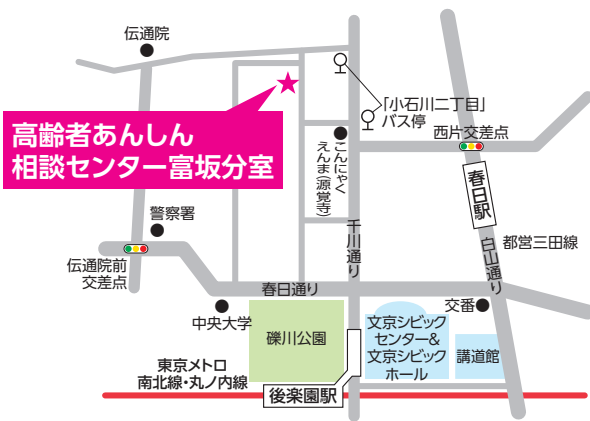 伝通院
「小石川二丁目」
バス停
西片交差点
高齢者あんしん
相談センター富坂分室
こんにゃく
えんま(源覚寺)
春日駅
警察署
千川通り
白山通り
都営三田線
伝通院前
交差点
春日通り
中央大学
礫川公園
文京シビック
センター&
文京シビック
ホール
交番
講道館
東京メトロ
南北線・丸ノ内線
後楽園駅